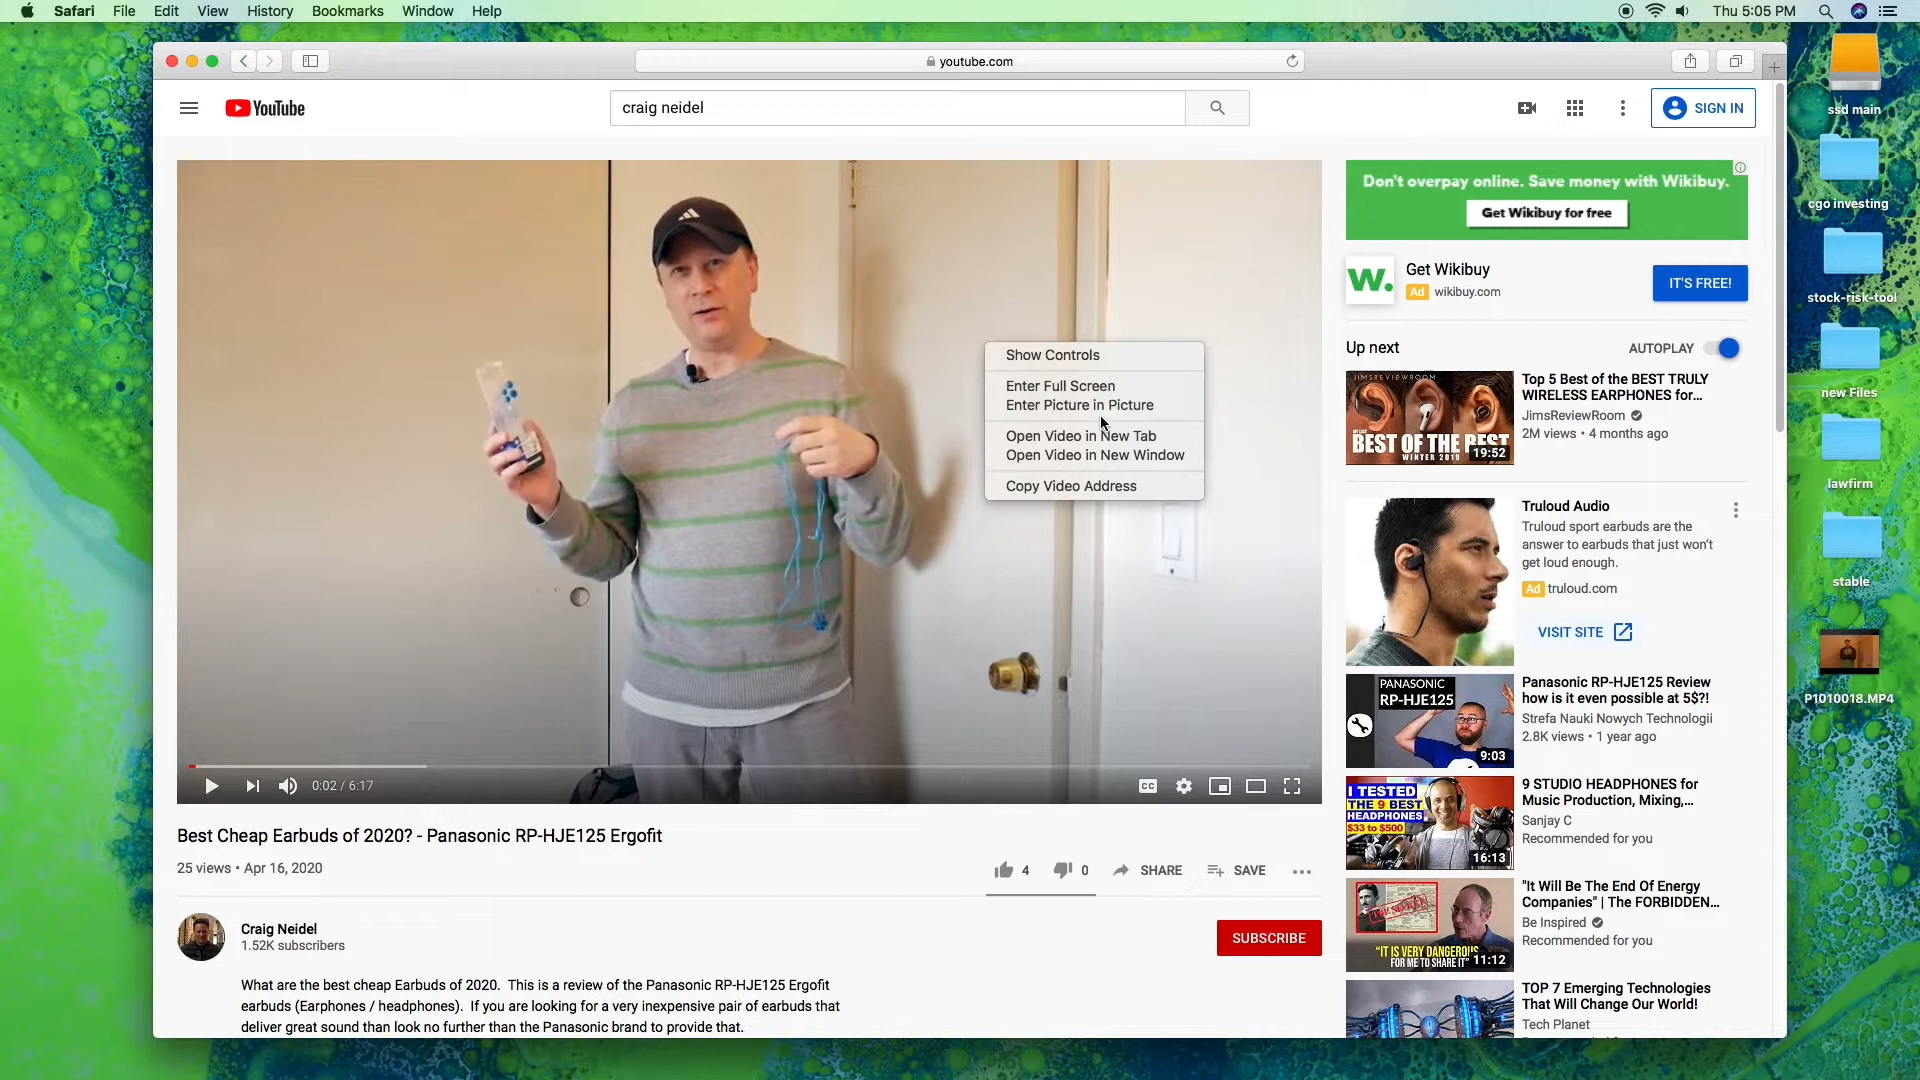 Safari File Edit View History Bookmarks Window Help
Thu 5:05 PM
youtube.com
YouTube
craig neidel
SIGN IN
Show Controls
Enter Full Screen
Enter Picture in Picture
Open Video in New Tab
Open Video in New Window
Copy Video Address
0:02 / 6:17
CC
Best Cheap Earbuds of 2020? - Panasonic RP-HJE125 Ergofit
25 views • Apr 16, 2020
4 0 SHARE SAVE
Craig Neidel
1.52K subscribers
SUBSCRIBE
What are the best cheap Earbuds of 2020. This is a review of the Panasonic RP-HJE125 Ergofit
earbuds (Earphones / headphones). If you are looking for a very inexpensive pair of earbuds that
deliver great sound than look no further than the Panasonic brand to provide that.
Don't overpay online. Save money with Wikibuy.
Get Wikibuy for free
W.
Get Wikibuy
Ad wikibuy.com
IT'S FREE!
Up next
AUTOPLAY
JIMSREVIEWROOM
BEST OF THE BEST
WINTER 2019
19:52
Top 5 Best of the BEST TRULY
WIRELESS EARPHONES for...
JimsReviewRoom
2M views • 4 months ago
Truloud Audio
Truloud sport earbuds are the
answer to earbuds that just won't
get loud enough.
Ad truloud.com
VISIT SITE
PANASONIC
RP-HJE125
9:03
Panasonic RP-HJE125 Review
how is it even possible at 5$?!
Strefa Nauki Nowych Technologii
2.8K views • 1 year ago
I TESTED
THE 9 BEST
HEADPHONES
$33 to $500
16:13
9 STUDIO HEADPHONES for
Music Production, Mixing,...
Sanjay C
Recommended for you
"IT IS VERY DANGEROUS
FOR ME TO SHARE IT"
11:12
"It Will Be The End Of Energy
Companies" | The FORBIDDEN...
Be Inspired
Recommended for you
TOP 7 Emerging Technologies
That Will Change Our World!
Tech Planet
ssd main
cgo investing
stock-risk-tool
new Files
lawfirm
stable
P1010018.MP4